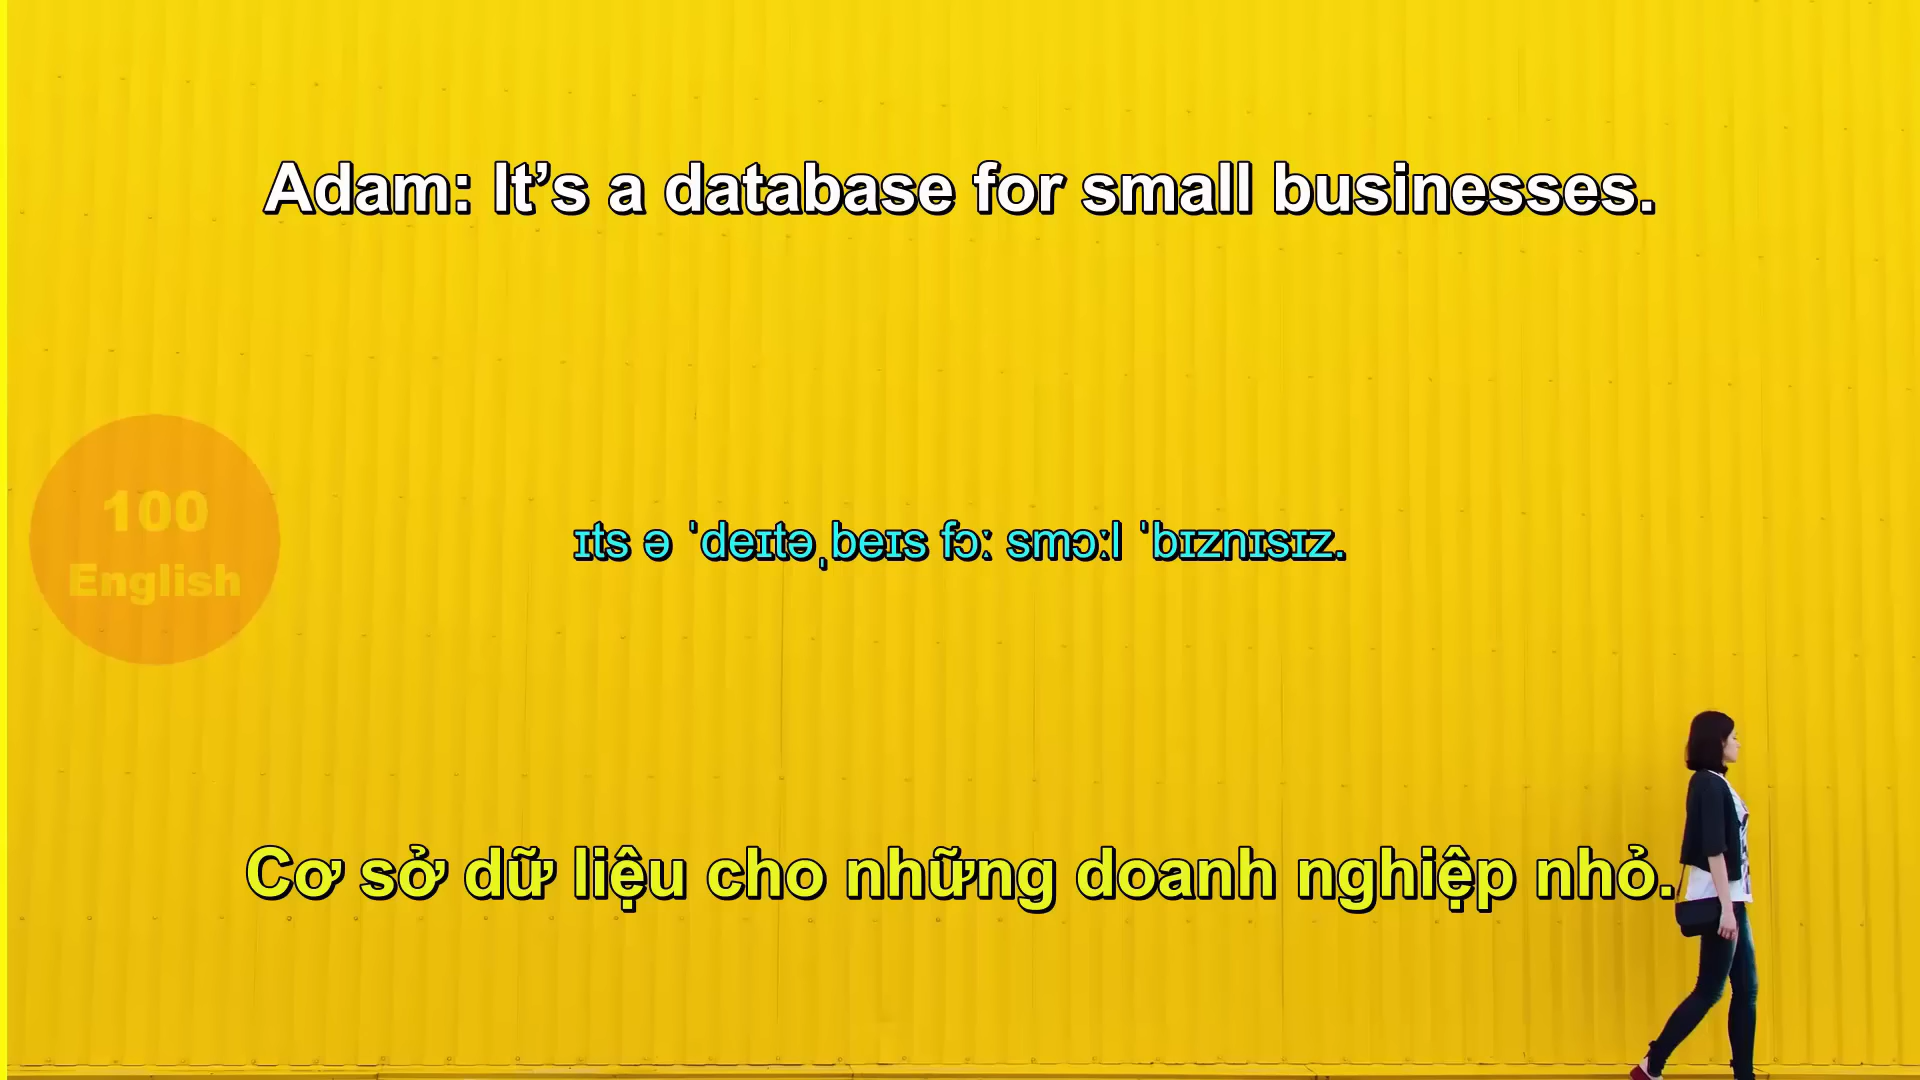 Adam: It’s a database for small businesses.
100
English
ɪts ə ˈdeɪtəˌbeɪs fɔː smɔːl ˈbɪznɪsɪz.
Cơ sở dữ liệu cho những doanh nghiệp nhỏ.